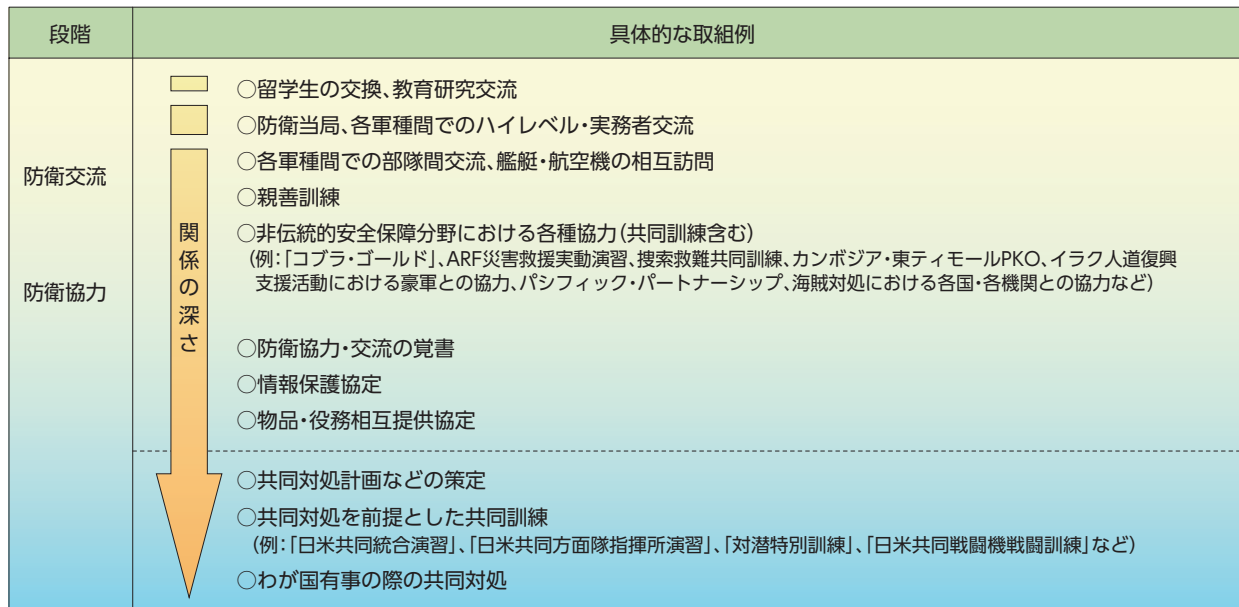 段階
具体的な取組例
防衛交流
防衛協力
関係の深さ
○留学生の交換、教育研究交流
○防衛当局、各軍種間でのハイレベル・実務者交流
○各軍種間での部隊間交流、艦艇・航空機の相互訪問
○親善訓練
○非伝統的安全保障分野における各種協力（共同訓練含む）
（例：「コブラ・ゴールド」、ARF災害救援実動演習、捜索救難共同訓練、カンボジア・東ティモールPKO、イラク人道復興
支援活動における豪軍との協力、パシフィック・パートナーシップ、海賊対処における各国・各機関との協力など）
○防衛協力・交流の覚書
○情報保護協定
○物品・役務相互提供協定
○共同対処計画などの策定
○共同対処を前提とした共同訓練
（例：「日米共同統合演習」、「日米共同方面隊指揮所演習」、「対潜特別訓練」、「日米共同戦闘機戦闘訓練」など）
○わが国有事の際の共同対処